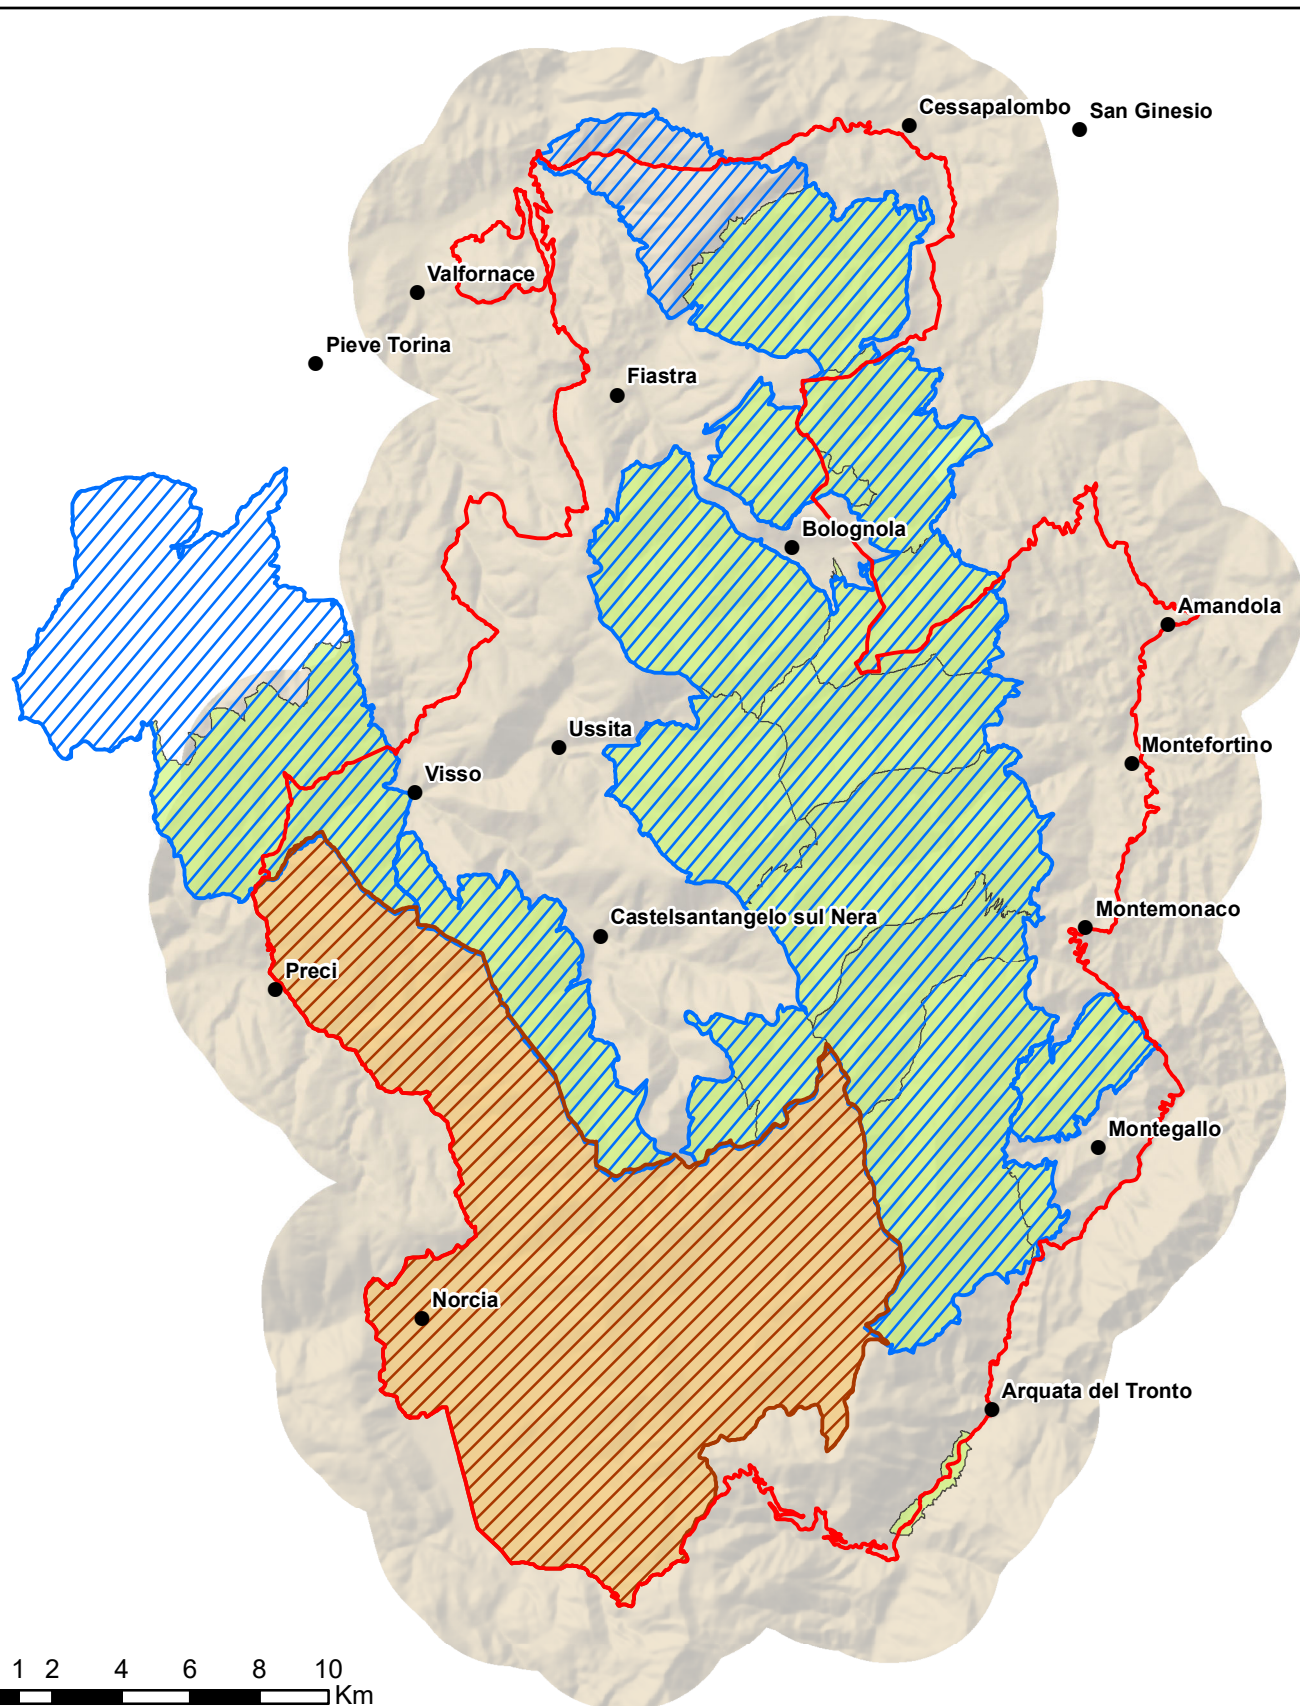 Cessapalombo
San Ginesio
Valfornace
Pieve Torina
Fiastra
Bolognola
Amandola
Ussita
Montefortino
Visso
Montemonaco
Castelsantangelo sul Nera
Preci
Montegallo
Norcia
Arquata del Tronto
1 2 4 6 8 10
Km